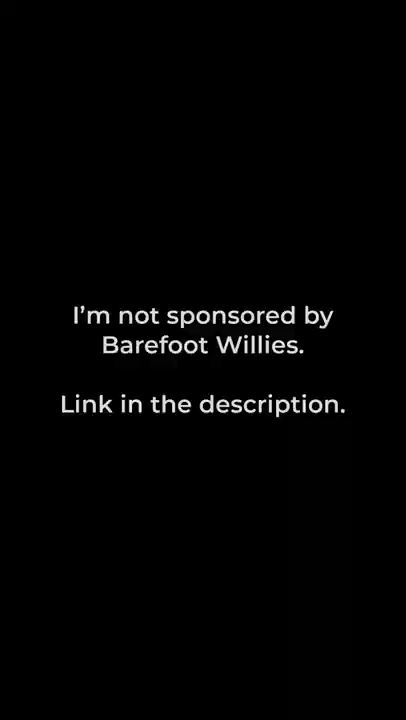 I'm not sponsored by
Barefoot Willies.
Link in the description.